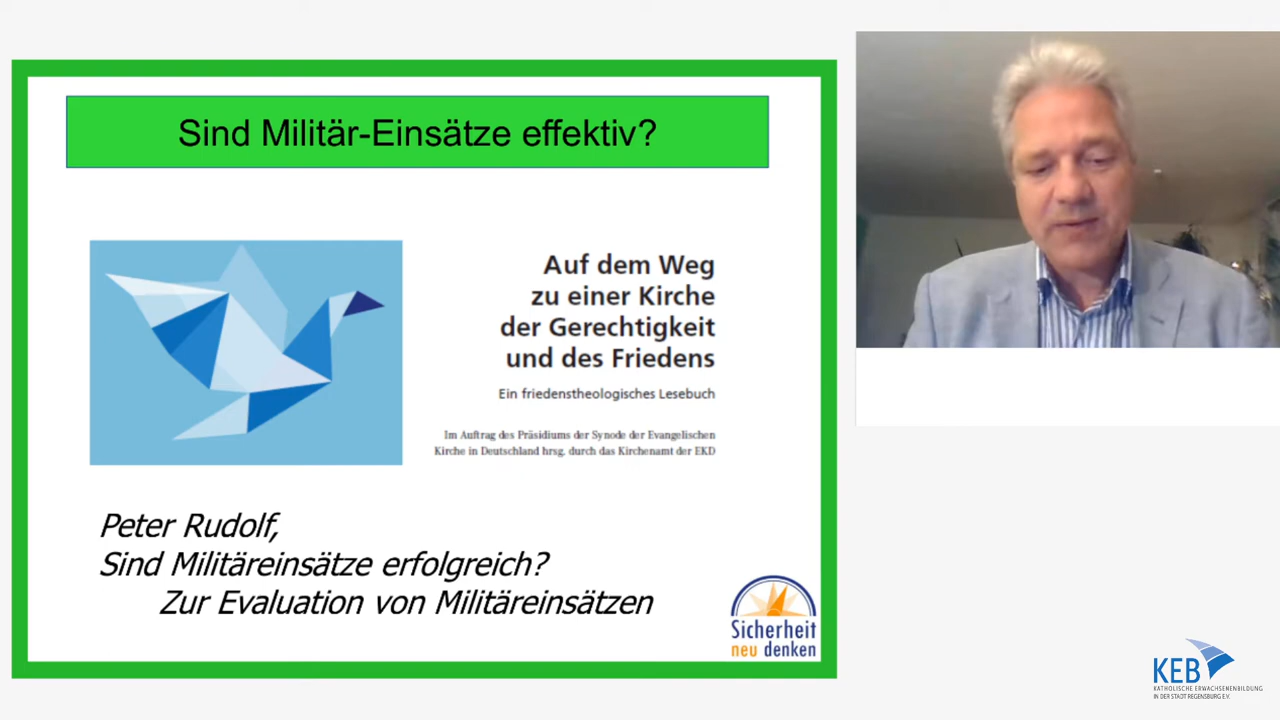 Sind Militär-Einsätze effektiv?
Auf dem Weg
zu einer Kirche
der Gerechtigkeit
und des Friedens
Ein friedenstheologisches Lesebuch
Im Auftrag des Präsidiums der Synode der Evangelischen
Kirche in Deutschland hrsg. durch das Kirchenamt der EKD
Peter Rudolf,
Sind Militäreinsätze erfolgreich?
Zur Evaluation von Militäreinsätzen
Sicherheit
neu denken
KEB
KATHOLISCHE ERWACHSENENBILDUNG
IN DER STADT REGENSBURG E.V.